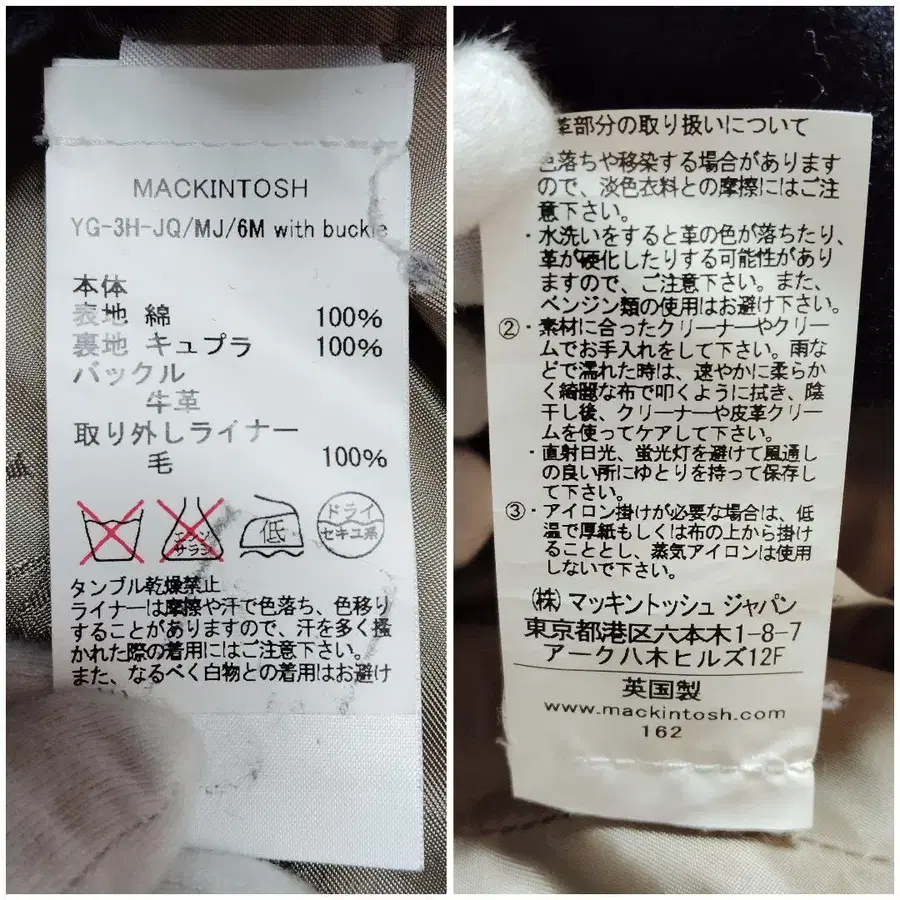 MACKINTOSH
YG-3H-JQ/MJ/6M with buckle
本体
表地 綿 100%
裏地 キュプラ 100%
バックル
牛革
取り外しライナー
毛 100%
エンソ
サラシ
低
ドライ
セキユ系
タンブル乾燥禁止
ライナーは摩擦や汗で色落ち、色移り
することがありますので、汗を多く掻
かれた際の着用にはご注意下さい。
また、なるべく白物との着用はお避け
革部分の取り扱いについて
色落ちや移染する場合があります
ので、淡色衣料との摩擦にはご注
意下さい。
・水洗いをすると革の色が落ちたり、
革が硬化したりする可能性があり
ますので、ご注意下さい。また、
ベンジン類の使用はお避け下さい。
②・素材に合ったクリーナーやクリー
ムでお手入れをして下さい。雨な
どで濡れた時は、速やかに柔らか
く綺麗な布で叩くように拭き、陰
干し後、クリーナーや皮革クリー
ムを使ってケアして下さい。
・直射日光、蛍光灯を避けて風通し
の良い所にゆとりを持って保存し
て下さい。
③・アイロン掛けが必要な場合は、低
温で厚紙もしくは布の上から掛け
ることとし、蒸気アイロンは使用
しないで下さい。
(株) マッキントッシュ ジャパン
東京都港区六本木1-8-7
アーク八木ヒルズ12F
英国製
www.mackintosh.com
162